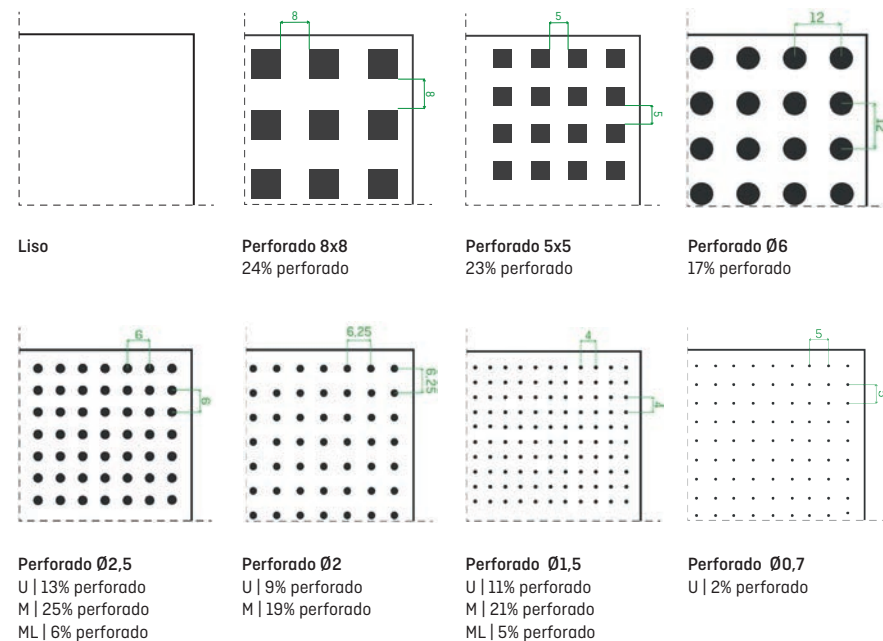 8
8
5
5
12
12
Liso
Perforado 8x8
24% perforado
Perforado 5x5
23% perforado
Perforado Ø6
17% perforado
6
6
6,25
6,25
4
4
5
5
Perforado Ø2,5
U | 13% perforado
M | 25% perforado
ML | 6% perforado
Perforado Ø2
U | 9% perforado
M | 19% perforado
Perforado Ø1,5
U | 11% perforado
M | 21% perforado
ML | 5% perforado
Perforado Ø0,7
U | 2% perforado